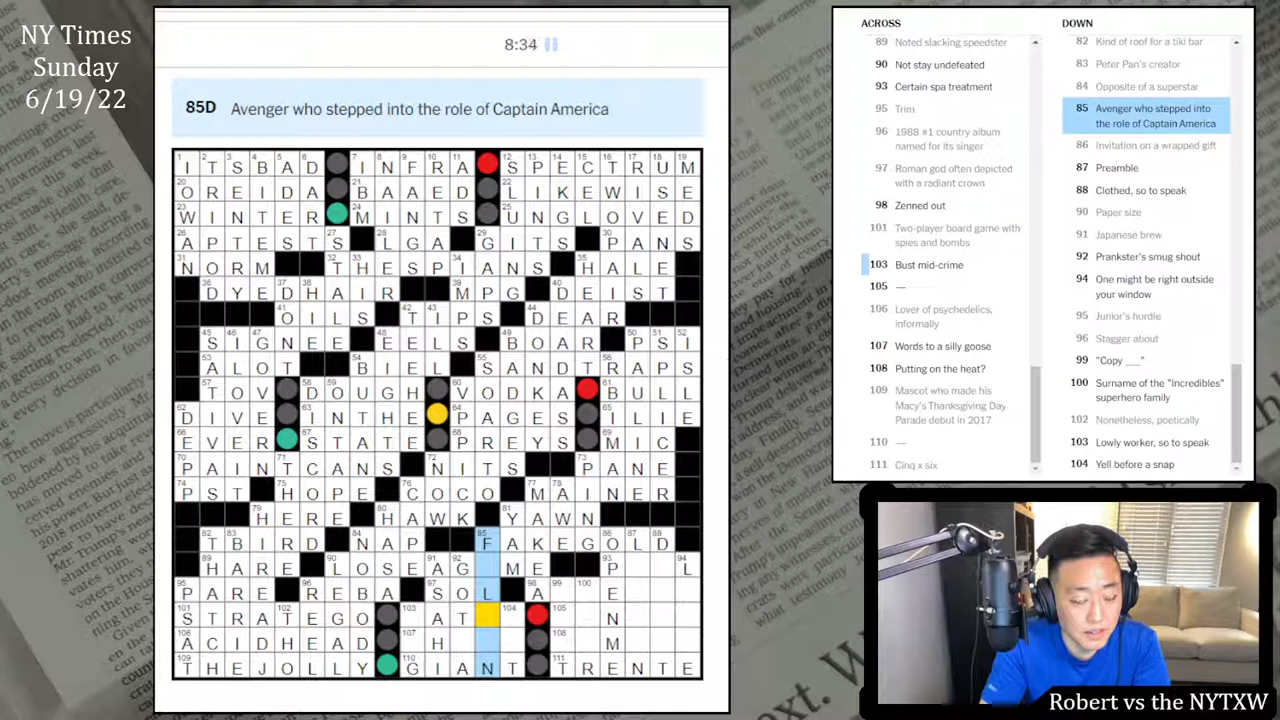 NY Times
Sunday
6/19/22
8:34
85D Avenger who stepped into the role of Captain America
ACROSS
89 Noted slacking speedster
90 Not stay undefeated
93 Certain spa treatment
95 Trim
96 1988 #1 country album
named for its singer
97 Roman god often depicted
with a radiant crown
98 Zenned out
101 Two-player board game with
spies and bombs
103 Bust mid-crime
105 —
106 Lover of psychedelics,
informally
107 Words to a silly goose
108 Putting on the heat?
109 Mascot who made his
Macy's Thanksgiving Day
Parade debut in 2017
110 —
111 Cinq x six
DOWN
82 Kind of roof for a tiki bar
83 Peter Pan's creator
84 Opposite of a superstar
85 Avenger who stepped into
the role of Captain America
86 Invitation on a wrapped gift
87 Preamble
88 Clothed, so to speak
90 Paper size
91 Japanese brew
92 Prankster's smug shout
94 One might be right outside
your window
95 Junior's hurdle
96 Stagger about
99 "Copy __"
100 Surname of the "Incredibles"
superhero family
102 Nonetheless, poetically
103 Lowly worker, so to speak
104 Yell before a snap
ITSBAD INFRA SPECTRUM
OREIDA BAAED LIKEWISE
WINTER MINTS UNGLOVED
APTESTS LGA GITS PANS
NORM THESPIANS HALE
DYEDHAIR MPG DEIST
OILS TIPS DEAR
SIGNEE EELS BOAR PSI
ALOT BIEL SANDTRAPS
TOV DOUGH VODKA BULL
DIVE INTHE PAGES ILIE
EVER STATE PREYS MIC
PAINTCANS NITS PANE
PST HOPE COCO MAINER
HERE HAWK YAWN
TBIRD NAP FAKEGOLD
HARE LOSEAGAME P L
PARE REBA SOL A E
STRATEGO AT N
ACIDHEAD H M
THEJOLLY GIANT TRENTE
Robert vs the NYTXW